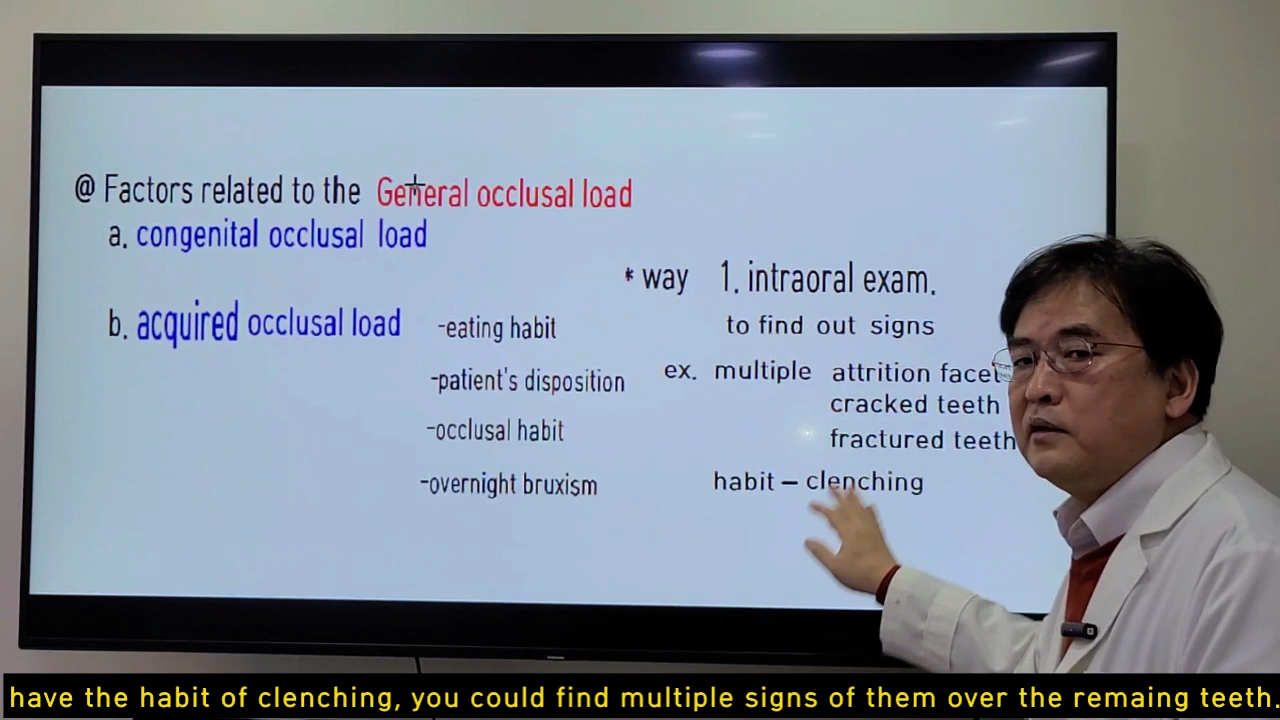 @ Factors related to the General occlusal load
a. congenital occlusal load
b. acquired occlusal load
-eating habit
-patient's disposition
-occlusal habit
-overnight bruxism
* way 1. intraoral exam.
to find out signs
ex. multiple attrition facet
cracked teeth
fractured teeth
habit – clenching
have the habit of clenching, you could find multiple signs of them over the remaing teeth.